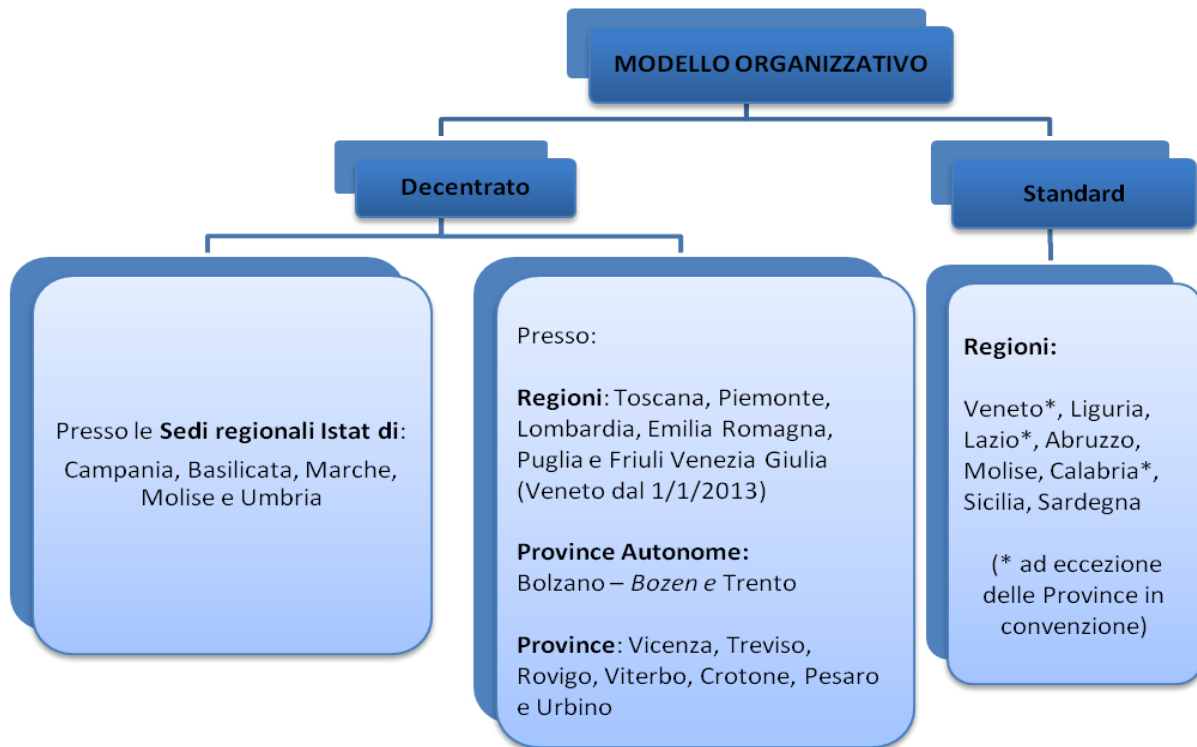 MODELLO ORGANIZZATIVO
Decentrato
Standard
Presso le Sedi regionali Istat di:
Campania, Basilicata, Marche,
Molise e Umbria
Presso:
Regioni: Toscana, Piemonte,
Lombardia, Emilia Romagna,
Puglia e Friuli Venezia Giulia
(Veneto dal 1/1/2013)
Province Autonome:
Bolzano – Bozen e Trento
Province: Vicenza, Treviso,
Rovigo, Viterbo, Crotone, Pesaro
e Urbino
Regioni:
Veneto*, Liguria,
Lazio*, Abruzzo,
Molise, Calabria*,
Sicilia, Sardegna
(* ad eccezione
delle Province in
convenzione)